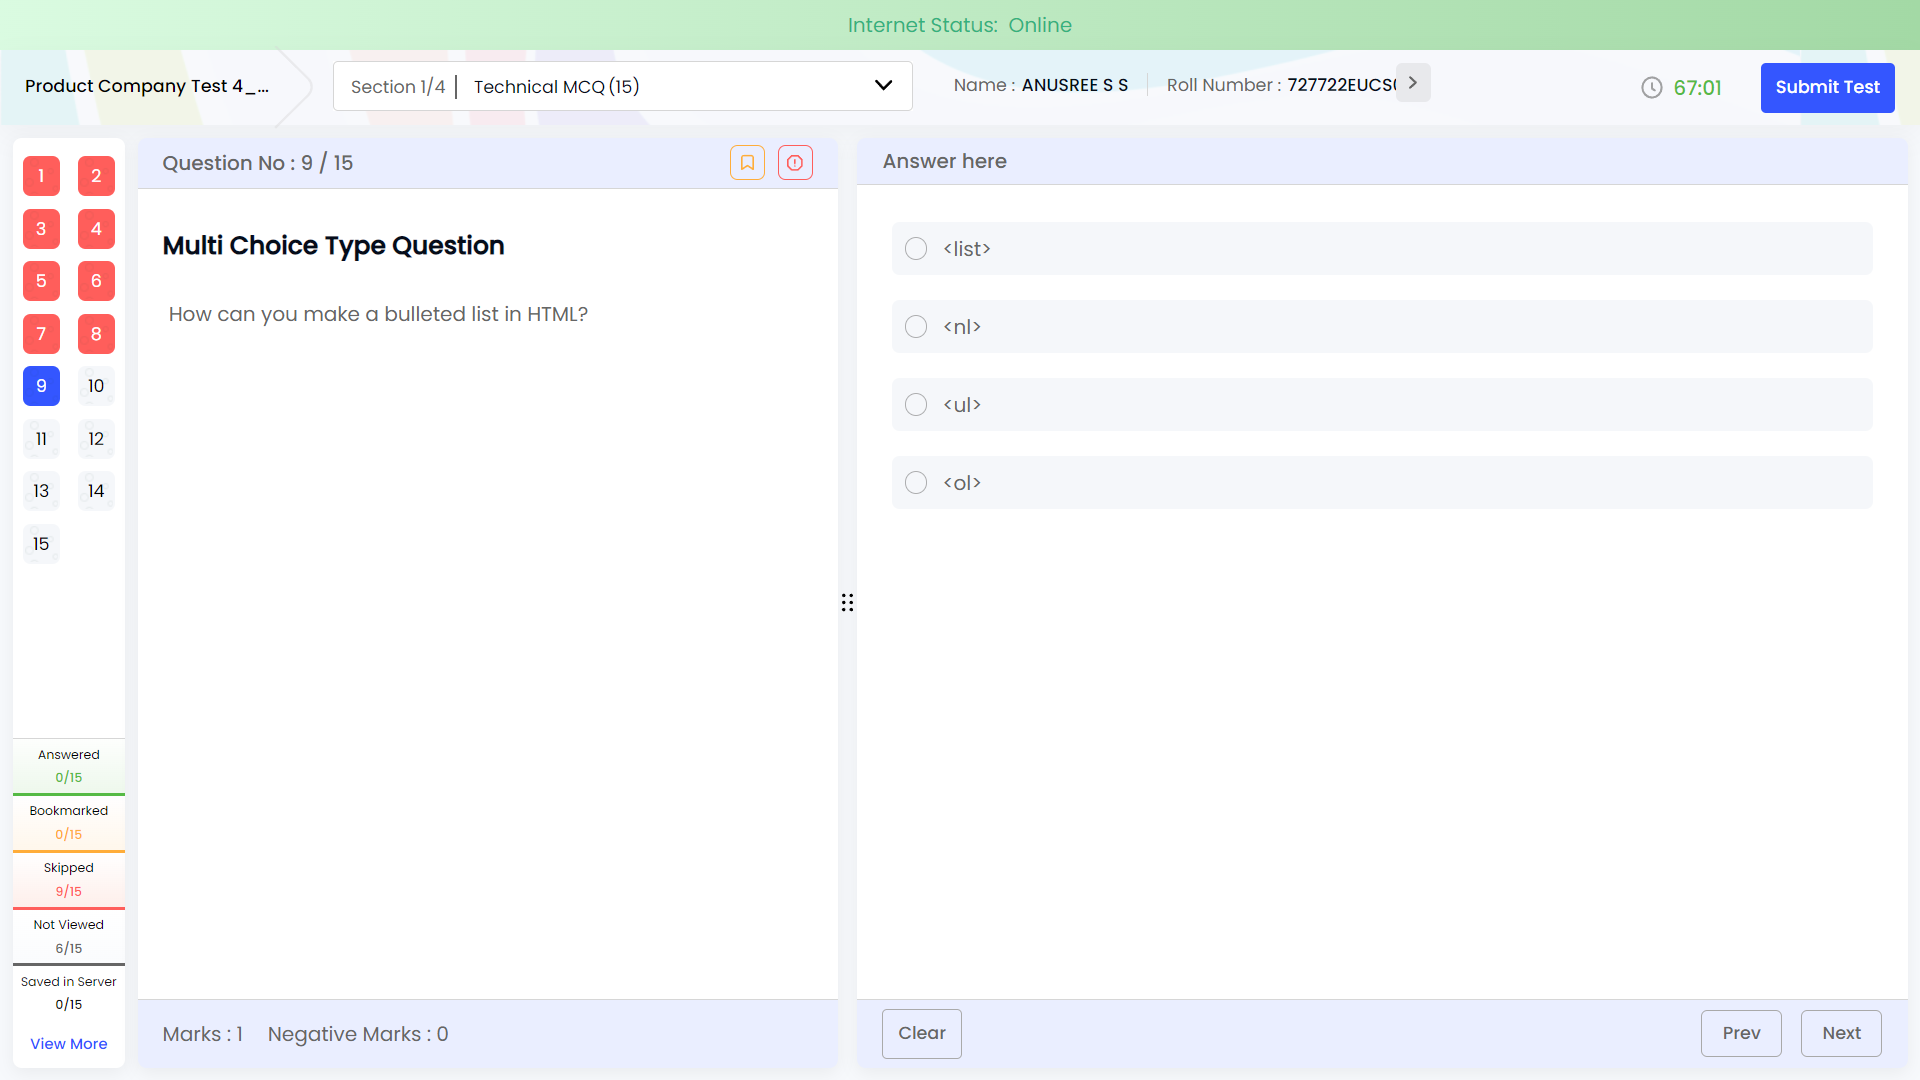 Internet Status: Online
Product Company Test 4_...
Section 1/4
Technical MCQ (15)
Name : ANUSREE S S
Roll Number :
67:01
Submit Test
1 2
3 4
5 6
7 8
9 10
11 12
13 14
15
Answered
0/15
Bookmarked
0/15
Skipped
9/15
Not Viewed
6/15
Saved in Server
0/15
View More
Question No : 9 / 15
Multi Choice Type Question
How can you make a bulleted list in HTML?
Marks : 1 Negative Marks : 0
Answer here
<list>
<nl>
<ul>
<ol>
Clear
Prev
Next